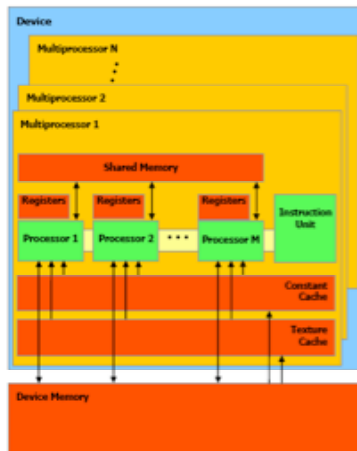 Device
Multiprocessor N
Multiprocessor 2
Multiprocessor 1
Shared Memory
Registers Registers Registers
Processor 1 Processor 2 ••• Processor M
Instruction
Unit
Constant
Cache
Texture
Cache
Device Memory